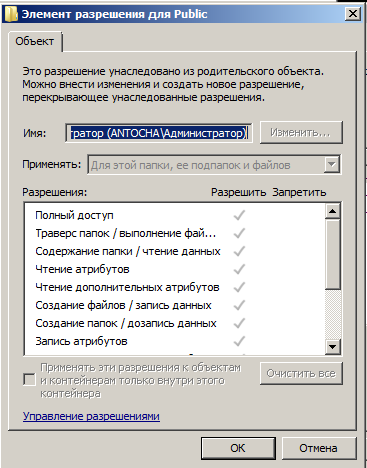 Элемент разрешения для Public
Объект
Это разрешение унаследовано из родительского объекта.
Можно внести изменения и создать новое разрешение,
перекрывающее унаследованные разрешения.
Имя: тратор (ANTOCHA\Администратор) Изменить...
Применять: Для этой папки, ее подпапок и файлов
Разрешения: Разрешить Запретить
Полный доступ
Траверс папок / выполнение фай...
Содержание папки / чтение данных
Чтение атрибутов
Чтение дополнительных атрибутов
Создание файлов / запись данных
Создание папок / дозапись данных
Запись атрибутов
Применять эти разрешения к объектам
и контейнерам только внутри этого
контейнера
Очистить все
Управление разрешениями
ОК Отмена